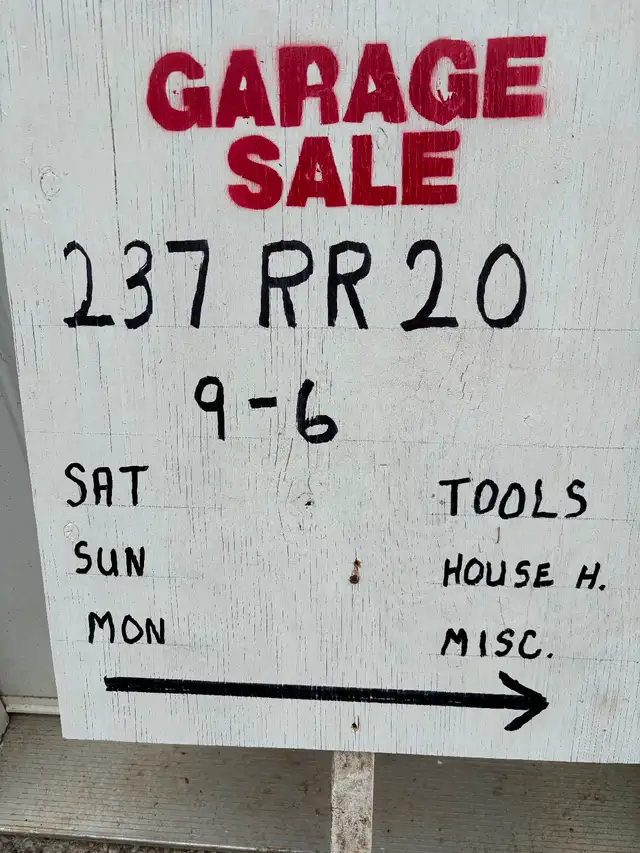 GARAGE
SALE
237 RR 20
9-6
SAT
SUN
MON
TOOLS
HOUSE H.
MISC.